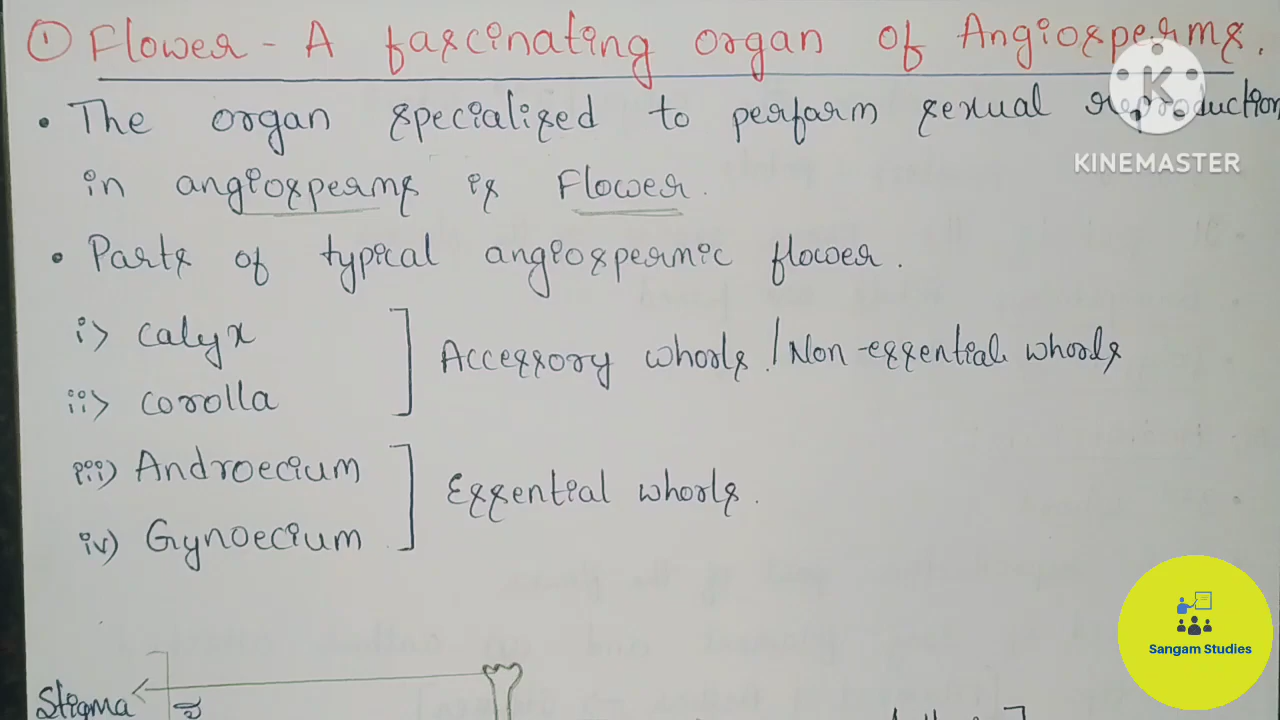 ① Flower - A fascinating organ of Angiosperms.
• The organ specialized to perform sexual reproduction
in angiosperms is Flower.
• Parts of typical angiospermic flower.
i> calyx
ii> corolla
Accessory whorls / Non-essential whorls
iii) Androecium
iv) Gynoecium
Essential whorls.
Stigma
KINEMASTER
Sangam Studies